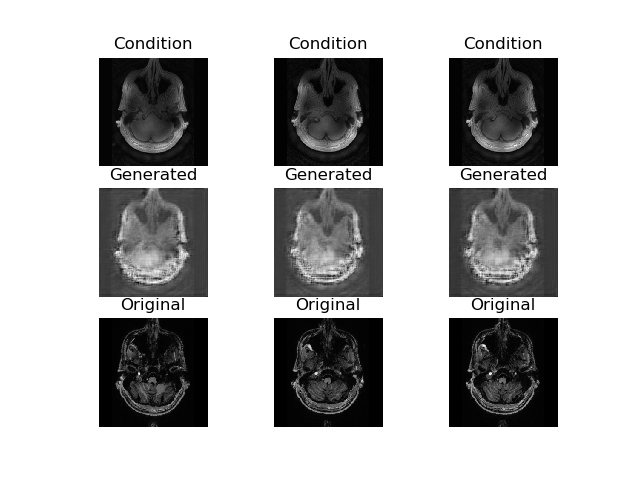 Condition Condition Condition
Generated Generated Generated
Original Original Original